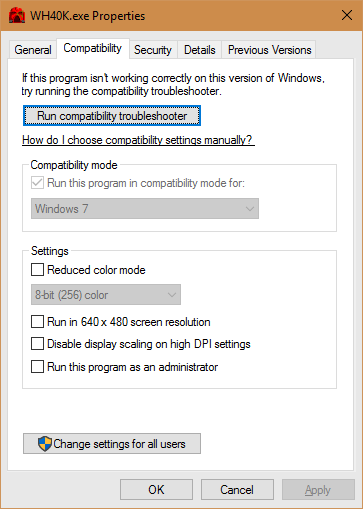 WH40K.exe Properties
General
Compatibility
Security
Details
Previous Versions
If this program isn't working correctly on this version of Windows,
try running the compatibility troubleshooter.
Run compatibility troubleshooter
How do I choose compatibility settings manually?
Compatibility mode
Run this program in compatibility mode for:
Windows 7
Settings
Reduced color mode
8-bit (256) color
Run in 640 x 480 screen resolution
Disable display scaling on high DPI settings
Run this program as an administrator
Change settings for all users
OK
Cancel
Apply